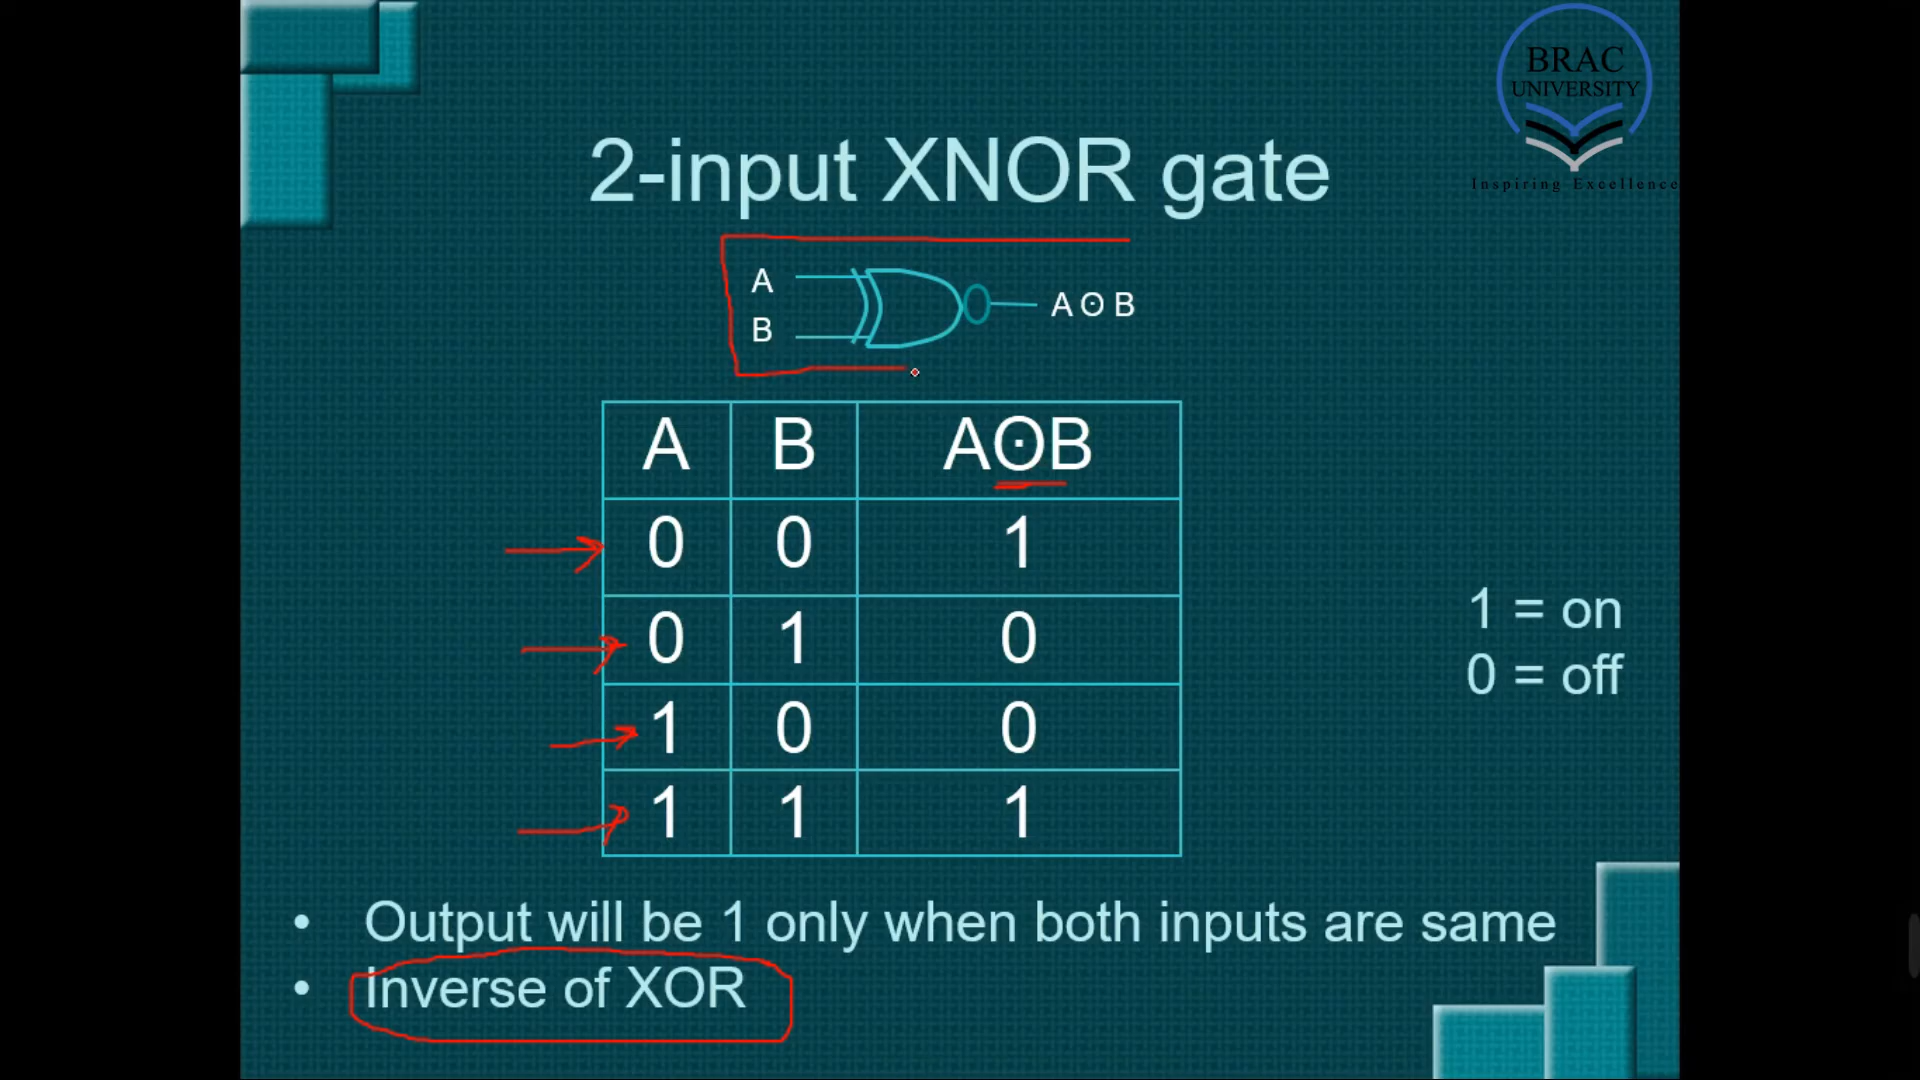 BRAC
UNIVERSITY
Inspiring Excellence
2-input XNOR gate
A
B
A ʘ B
A B AʘB
0 0 1
0 1 0
1 0 0
1 1 1
1 = on
0 = off
• Output will be 1 only when both inputs are same
• Inverse of XOR